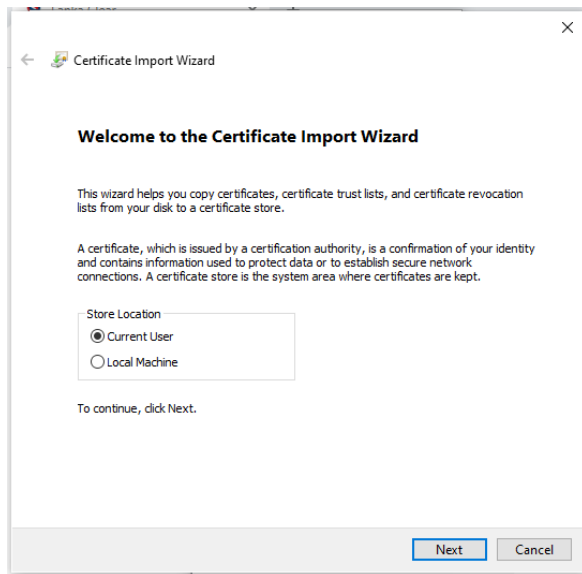 Certificate Import Wizard
Welcome to the Certificate Import Wizard
This wizard helps you copy certificates, certificate trust lists, and certificate revocation
lists from your disk to a certificate store.
A certificate, which is issued by a certification authority, is a confirmation of your identity
and contains information used to protect data or to establish secure network
connections. A certificate store is the system area where certificates are kept.
Store Location
Current User
Local Machine
To continue, click Next.
Next Cancel